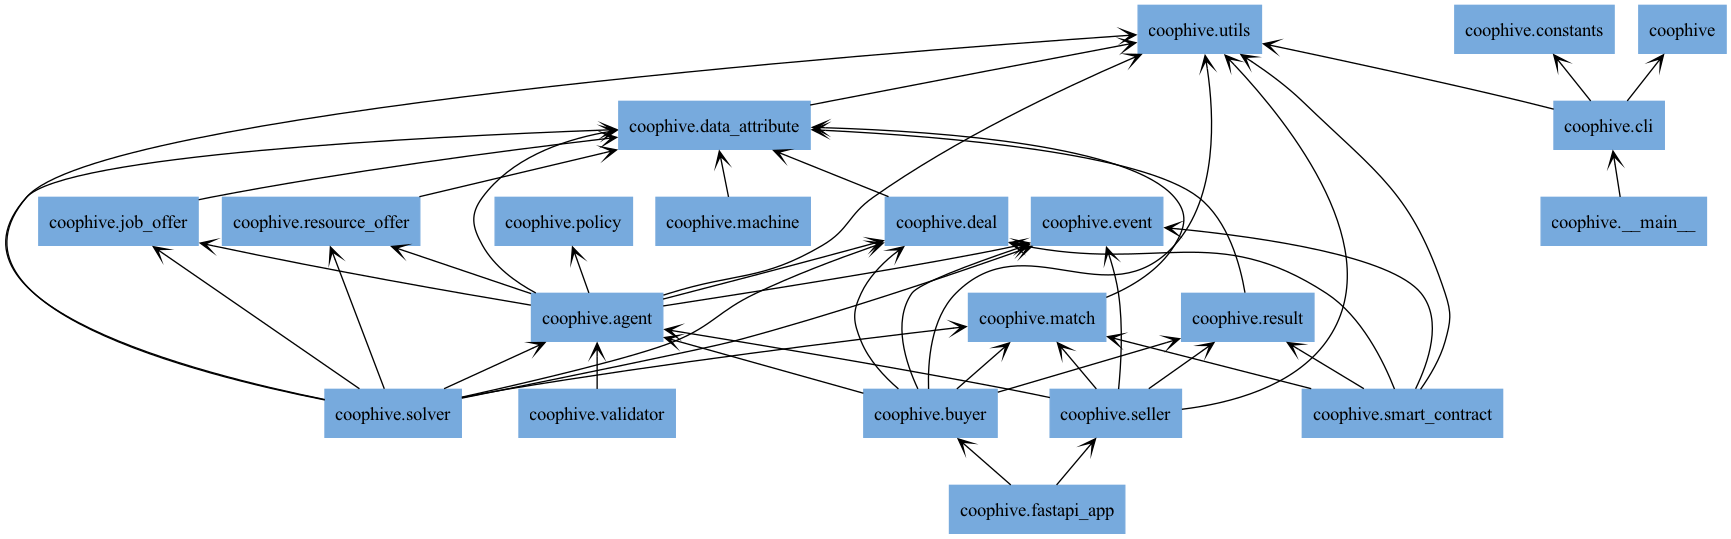 coophive.utils
coophive.constants
coophive
coophive.data_attribute
coophive.cli
coophive.job_offer
coophive.resource_offer
coophive.policy
coophive.machine
coophive.deal
coophive.event
coophive.__main__
coophive.agent
coophive.match
coophive.result
coophive.solver
coophive.validator
coophive.buyer
coophive.seller
coophive.smart_contract
coophive.fastapi_app